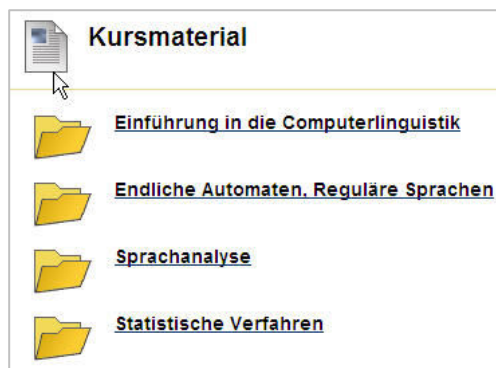 Kursmaterial
Einführung in die Computerlinguistik
Endliche Automaten, Reguläre Sprachen
Sprachanalyse
Statistische Verfahren